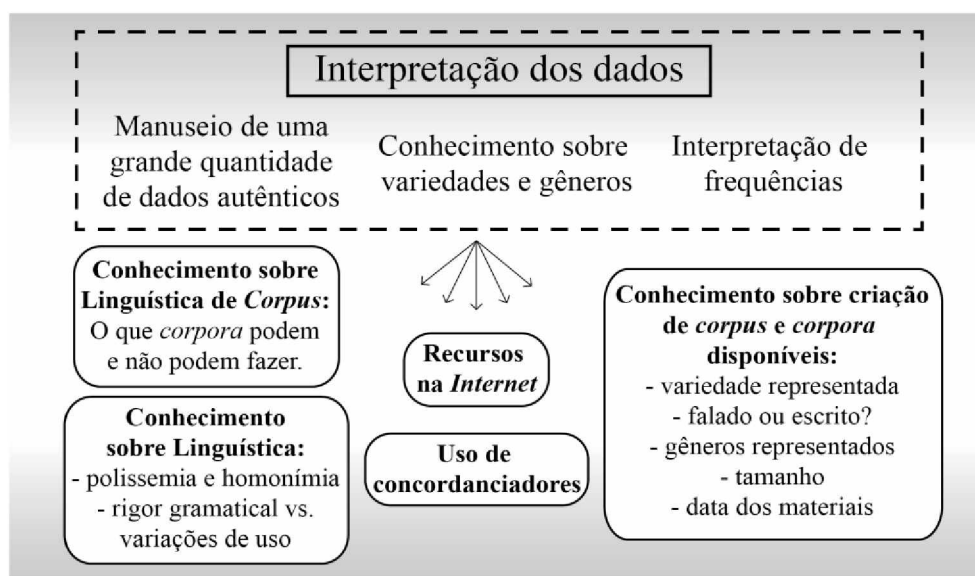 Interpretação dos dados
Manuseio de uma
grande quantidade
de dados autênticos
Conhecimento sobre
variedades e gêneros
Interpretação de
frequências
Conhecimento sobre
Linguística de Corpus:
O que corpora podem
e não podem fazer.
Conhecimento
sobre Linguística:
- polissemia e homonímia
- rigor gramatical vs.
variações de uso
Recursos
na Internet
Uso de
concordanciadores
Conhecimento sobre criação
de corpus e corpora
disponíveis:
- variedade representada
- falado ou escrito?
- gêneros representados
- tamanho
- data dos materiais